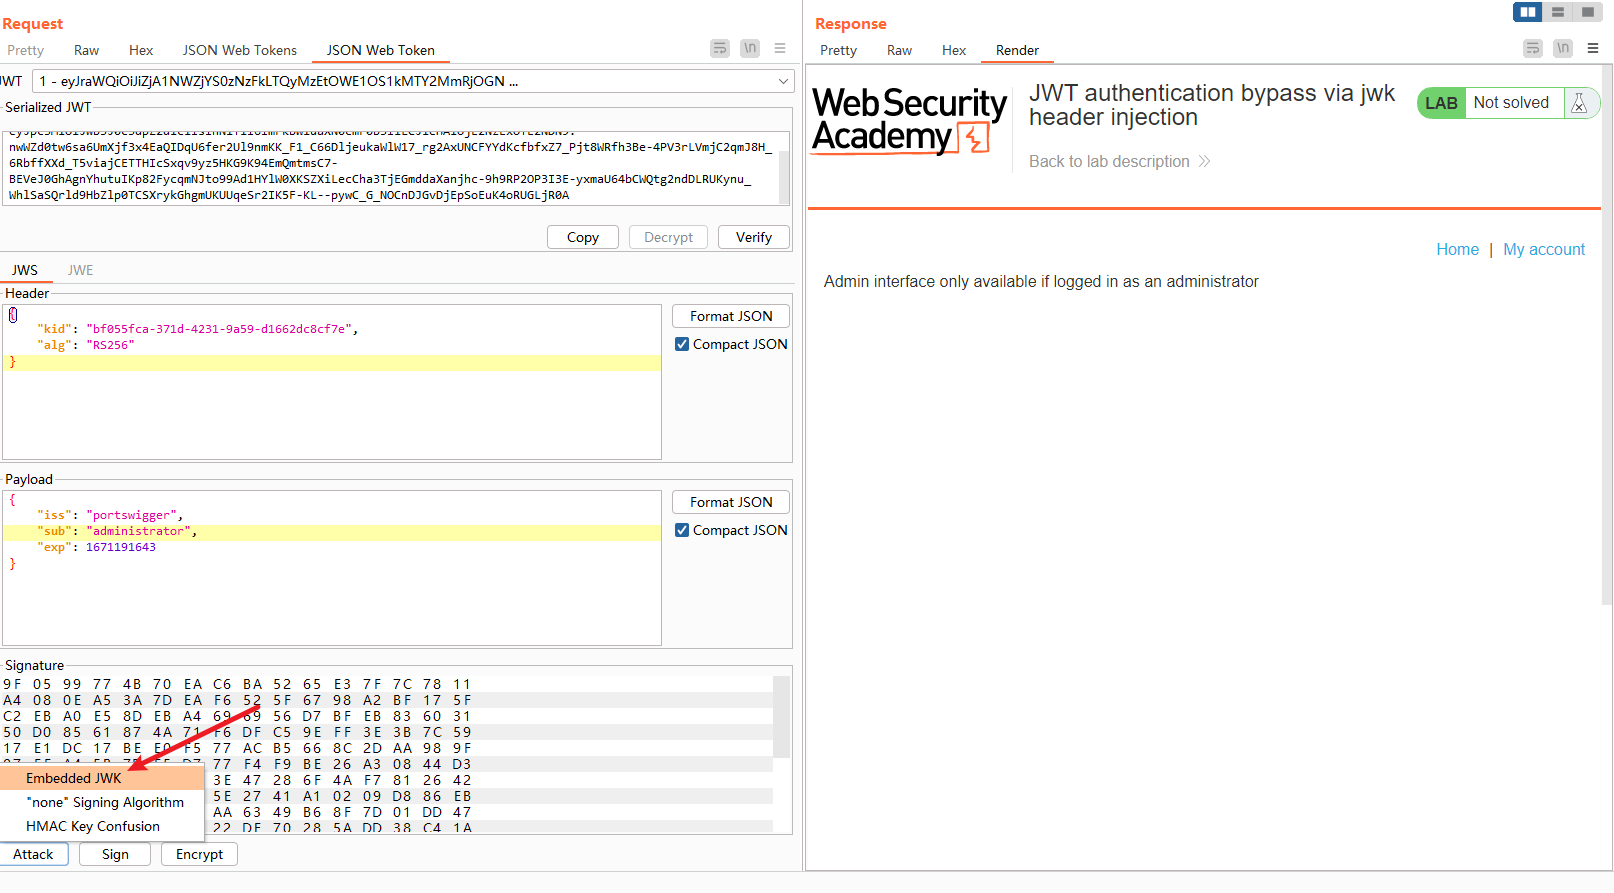 Request
Pretty Raw Hex JSON Web Tokens JSON Web Token
\n
JWT 1 - eyJraWQiOiJiZjA1NWZjYS0zNzFkLTQyMzEtOWE1OS1kMTY2MmRjOGN ...
Serialized JWT
nwWZd0tw6sa6UmXjf3x4EaQIDqU6fer2Ul9nmKK_F1_C66DljeukaWlW17_rg2AxUNCFYYdKcfbfxZ7_Pjt8WRfh3Be-4PV3rLVmjC2qmJ8H_
6RbffXXd_T5viajCETTHIcSxqv9yz5HKG9K94EmQmtmsC7-
BEVeJ0GhAgnYhutuIKp82FycqmNJto99Ad1HYlW0XKSZXiLecCha3TjEGmddaXanjhc-9h9RP2OP3I3E-yxmaU64bCWQtg2ndDLRUKynu_
WhlSaSQrld9HbZlp0TCSXrykGhgmUKUUqeSr2IK5F-KL--pywC_G_NOCnDJGvDjEpSoEuK4oRUGLjR0A
Copy Decrypt Verify
JWS JWE
Header
{
"kid": "bf055fca-371d-4231-9a59-d1662dc8cf7e",
"alg": "RS256"
}
Format JSON
Compact JSON
Payload
{
"iss": "portswigger",
"sub": "administrator",
"exp": 1671191643
}
Format JSON
Compact JSON
Signature
9F 05 99 77 4B 70 EA C6 BA 52 65 E3 7F 7C 78 11
A4 08 0E A5 3A 7D EA F6 52 5F 67 98 A2 BF 17 5F
C2 EB A0 E5 8D EB A4 69 69 56 D7 BF EB 83 60 31
50 D0 85 61 87 4A 71 F6 DF C5 9E FF 3E 3B 7C 59
17 E1 DC 17 BE E0 F5 77 AC B5 66 8C 2D AA 98 9F
77 F4 F9 BE 26 A3 08 44 D3
3E 47 28 6F 4A F7 81 26 42
5E 27 41 A1 02 09 D8 86 EB
AA 63 49 B6 8F 7D 01 DD 47
22 DF 70 28 5A DD 38 C4 1A
Embedded JWK
"none" Signing Algorithm
HMAC Key Confusion
Attack Sign Encrypt
Response
Pretty Raw Hex Render
\n
WebSecurity
Academy
JWT authentication bypass via jwk
header injection
Back to lab description
LAB Not solved
Home | My account
Admin interface only available if logged in as an administrator